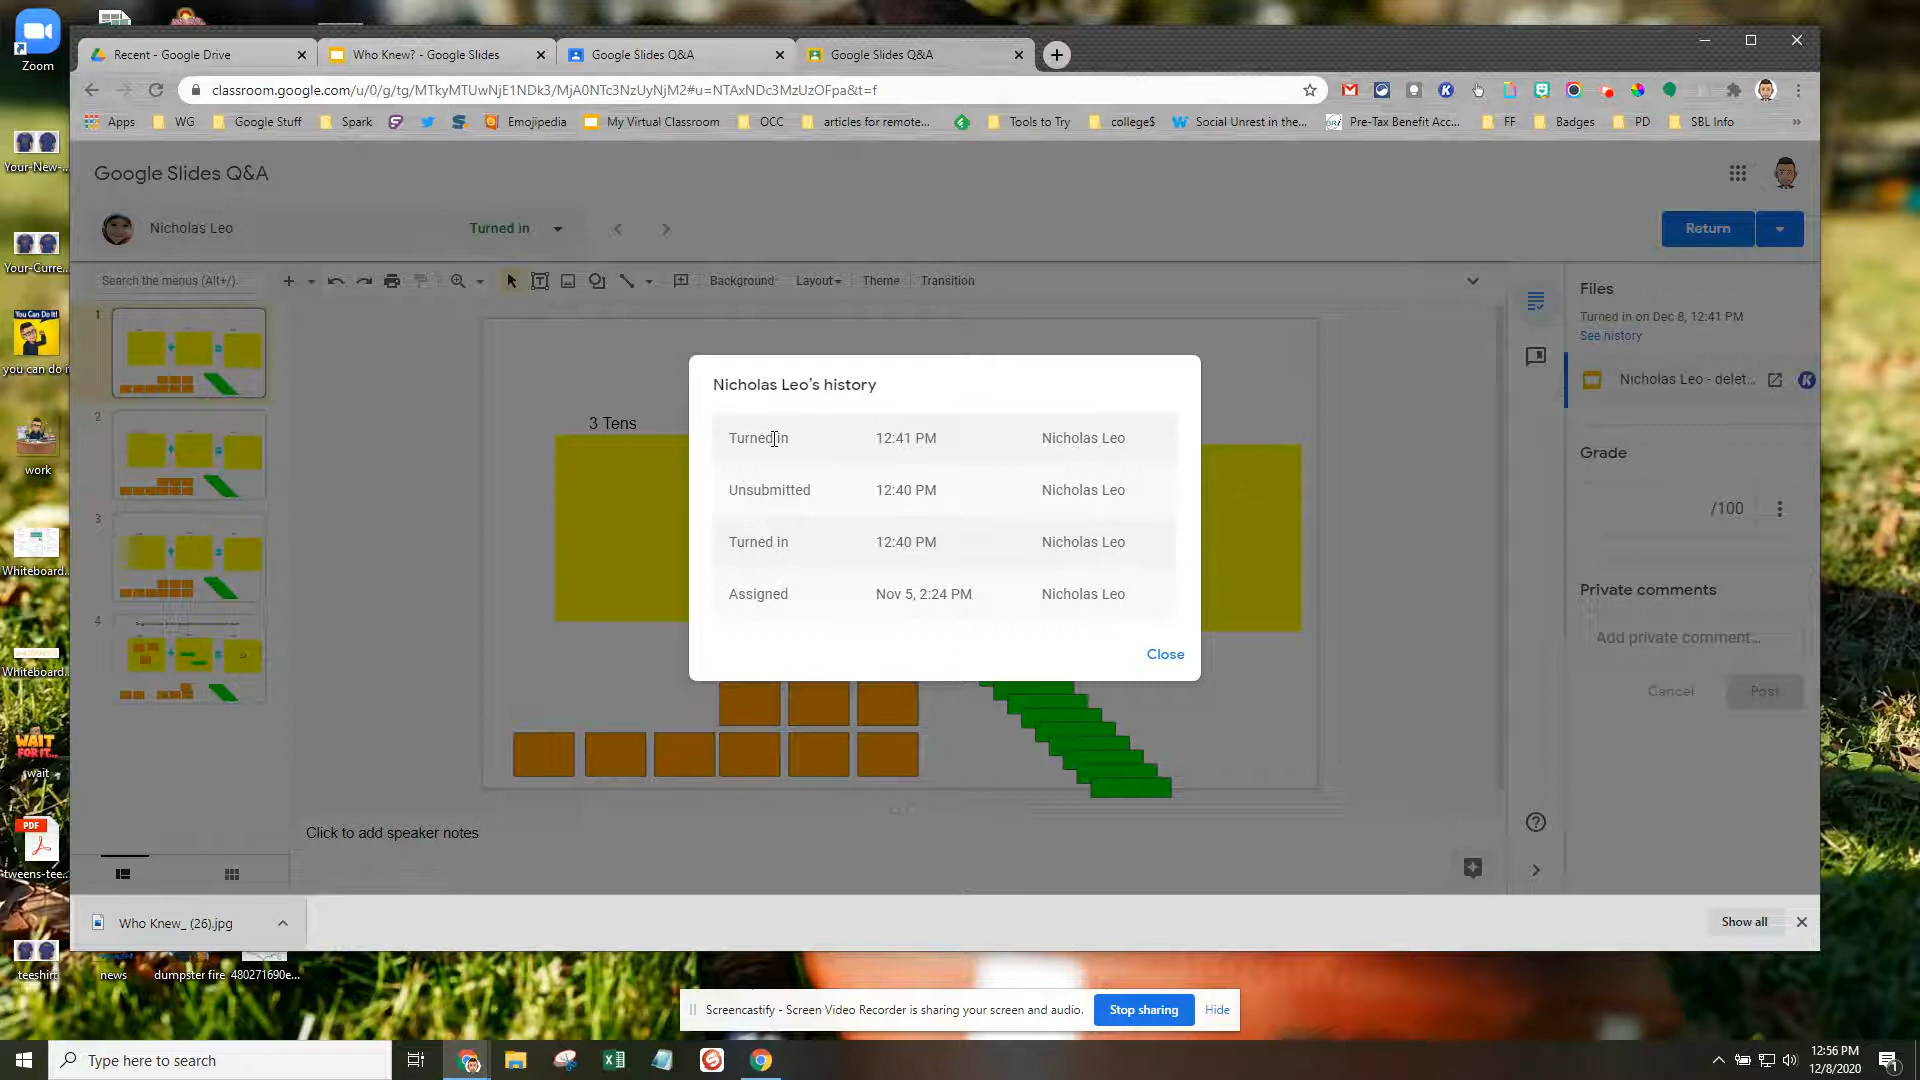 Zoom
Your-New-...
Your-Curre...
You Can Do It!
work
Whiteboard...
Whiteboard...
WAIT
FOR IT...
wait
PDF
tweens-tee...
teeshirt
news
dumpster fire
480271690e...
Recent - Google Drive
Who Knew? - Google Slides
Google Slides Q&A
Google Slides Q&A
classroom.google.com/u/0/g/tg/MTkyMTUwNjE1NDk3/MjA0NTc3NzUyNjM2#u=NTAxNDc3MzUzOFpa&t=f
Apps
WG
Google Stuff
Spark
Emojipedia
My Virtual Classroom
OCC
articles for remote...
Tools to Try
college$
Social Unrest in the...
Pre-Tax Benefit Acc...
FF
Badges
PD
SBL Info
Google Slides Q&A
Nicholas Leo
Turned in
Return
Search the menus (Alt+/)
Background
Layout
Theme
Transition
1
2
3
4
3 Tens
Nicholas Leo's history
Turned in 12:41 PM Nicholas Leo
Unsubmitted 12:40 PM Nicholas Leo
Turned in 12:40 PM Nicholas Leo
Assigned Nov 5, 2:24 PM Nicholas Leo
Close
Click to add speaker notes
Files
Turned in on Dec 8, 12:41 PM
See history
Nicholas Leo - delet...
Grade
/100
Private comments
Add private comment...
Cancel
Post
Who Knew_ (26).jpg
Show all
Screencastify - Screen Video Recorder is sharing your screen and audio.
Stop sharing
Hide
Type here to search
12:56 PM
12/8/2020